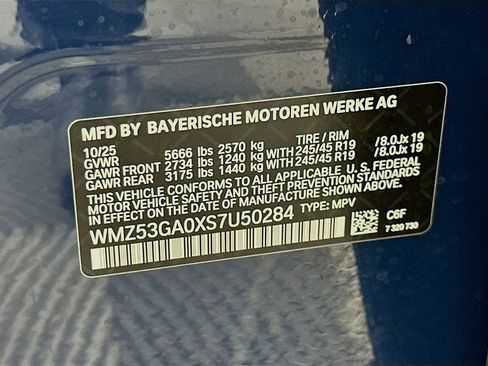 MFD BY BAYERISCHE MOTOREN WERKE AG
10/25 TIRE / RIM
GVWR 5666 lbs 2570 kg
GAWR FRONT 2734 lbs 1240 kg 245/45 R19 /8.0Jx 19
GAWR REAR 3175 lbs 1440 kg 245/45 R19 /8.0Jx 19
THIS VEHICLE CONFORMS TO ALL APPLICABLE U.S. FEDERAL
MOTOR VEHICLE SAFETY, BUMPER, AND THEFT PREVENTION
STANDARDS IN EFFECT ON THE DATE OF MANUFACTURE SHOWN ABOVE.
WMZ53GA0XS7U50284 TYPE: MPV
C6F
7 320 730